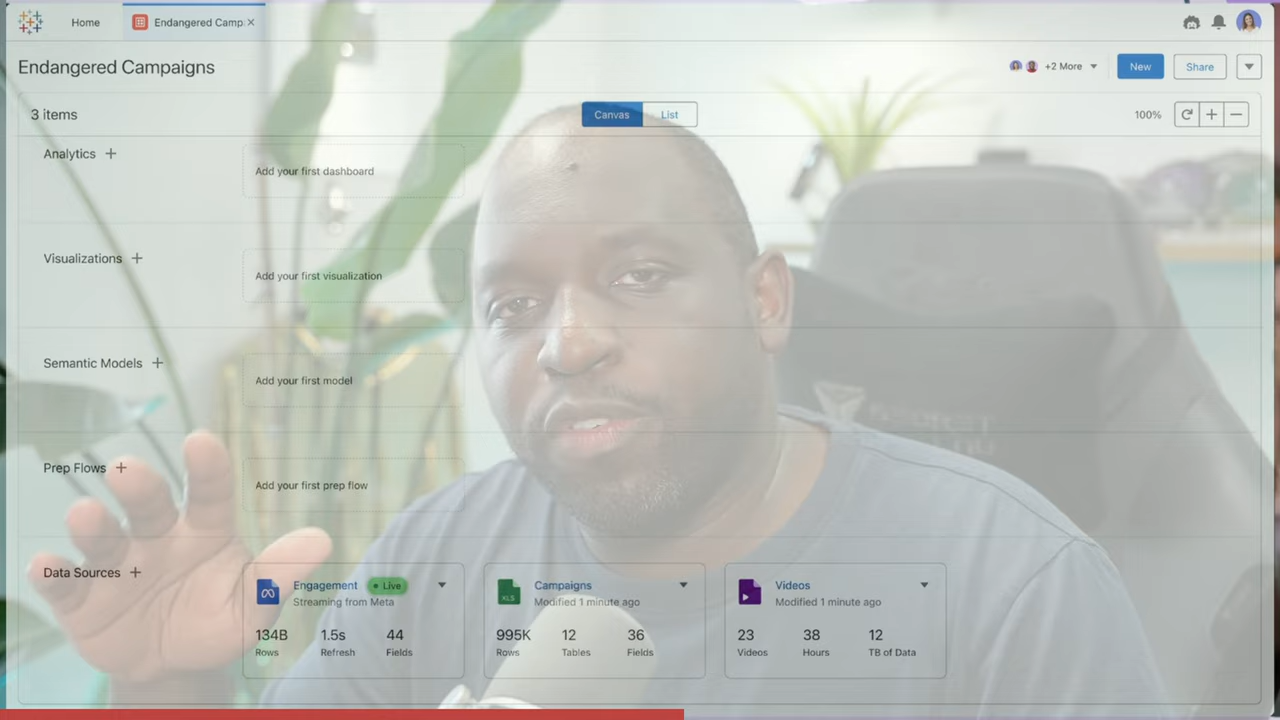 Home
Endangered Camp
Endangered Campaigns
+2 More
New
Share
3 items
Canvas
List
100%
Analytics
Add your first dashboard
Visualizations
Add your first visualization
Semantic Models
Add your first model
Prep Flows
Add your first prep flow
Data Sources
Engagement
Live
Streaming from Meta
134B
1.5s
44
Rows
Refresh
Fields
XLS
Campaigns
Modified 1 minute ago
995K
12
36
Rows
Tables
Fields
Videos
Modified 1 minute ago
23
38
12
Videos
Hours
TB of Data